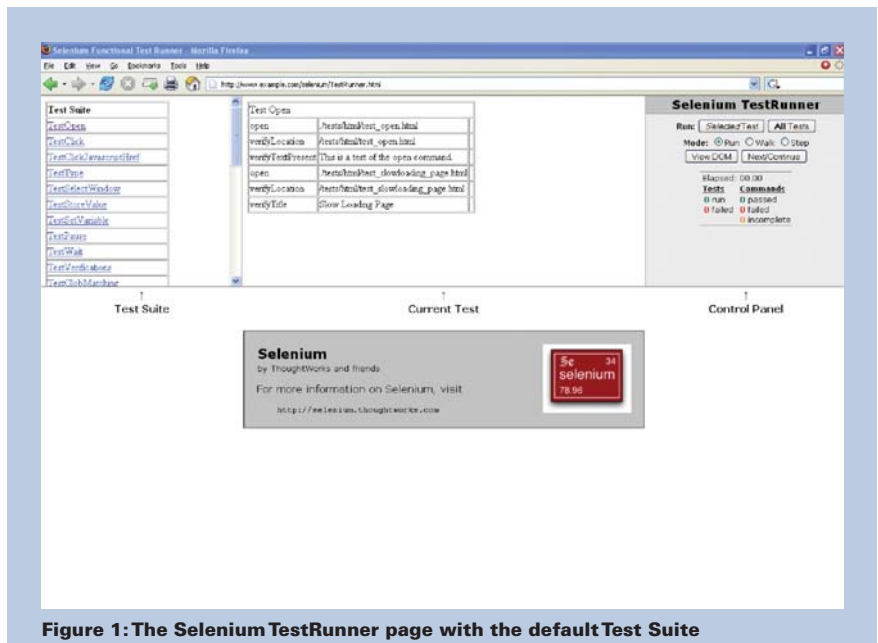 Selenium Functional Test Runner - Mozilla Firefox
File Edit View Go Bookmarks Tools Help
http://www.example.com/selenium/TestRunner.html
G
Test Suite
TestOpen
TestClick
TestClickJavascriptHref
TestType
TestSelectWindow
TestStoreValue
TestSetVariable
TestPause
TestWait
TestVerifications
TestGlobMatching
Test Open
open /tests/html/test_open.html
verifyLocation /tests/html/test_open.html
verifyTextPresent This is a test of the open command.
open /tests/html/test_slowloading_page.html
verifyLocation /tests/html/test_slowloading_page.html
verifyTitle Slow Loading Page
Selenium TestRunner
Run: Selected Test All Tests
Mode: Run Walk Step
View DOM Next/Continue
Elapsed: 00:00
Tests Commands
0 run 0 passed
0 failed 0 failed
0 incomplete
↑ ↑ ↑
Test Suite Current Test Control Panel
Selenium
by ThoughtWorks and friends
For more information on Selenium, visit
http://selenium.thoughtworks.com
Se 34
selenium
78.96
Figure 1: The Selenium TestRunner page with the default Test Suite